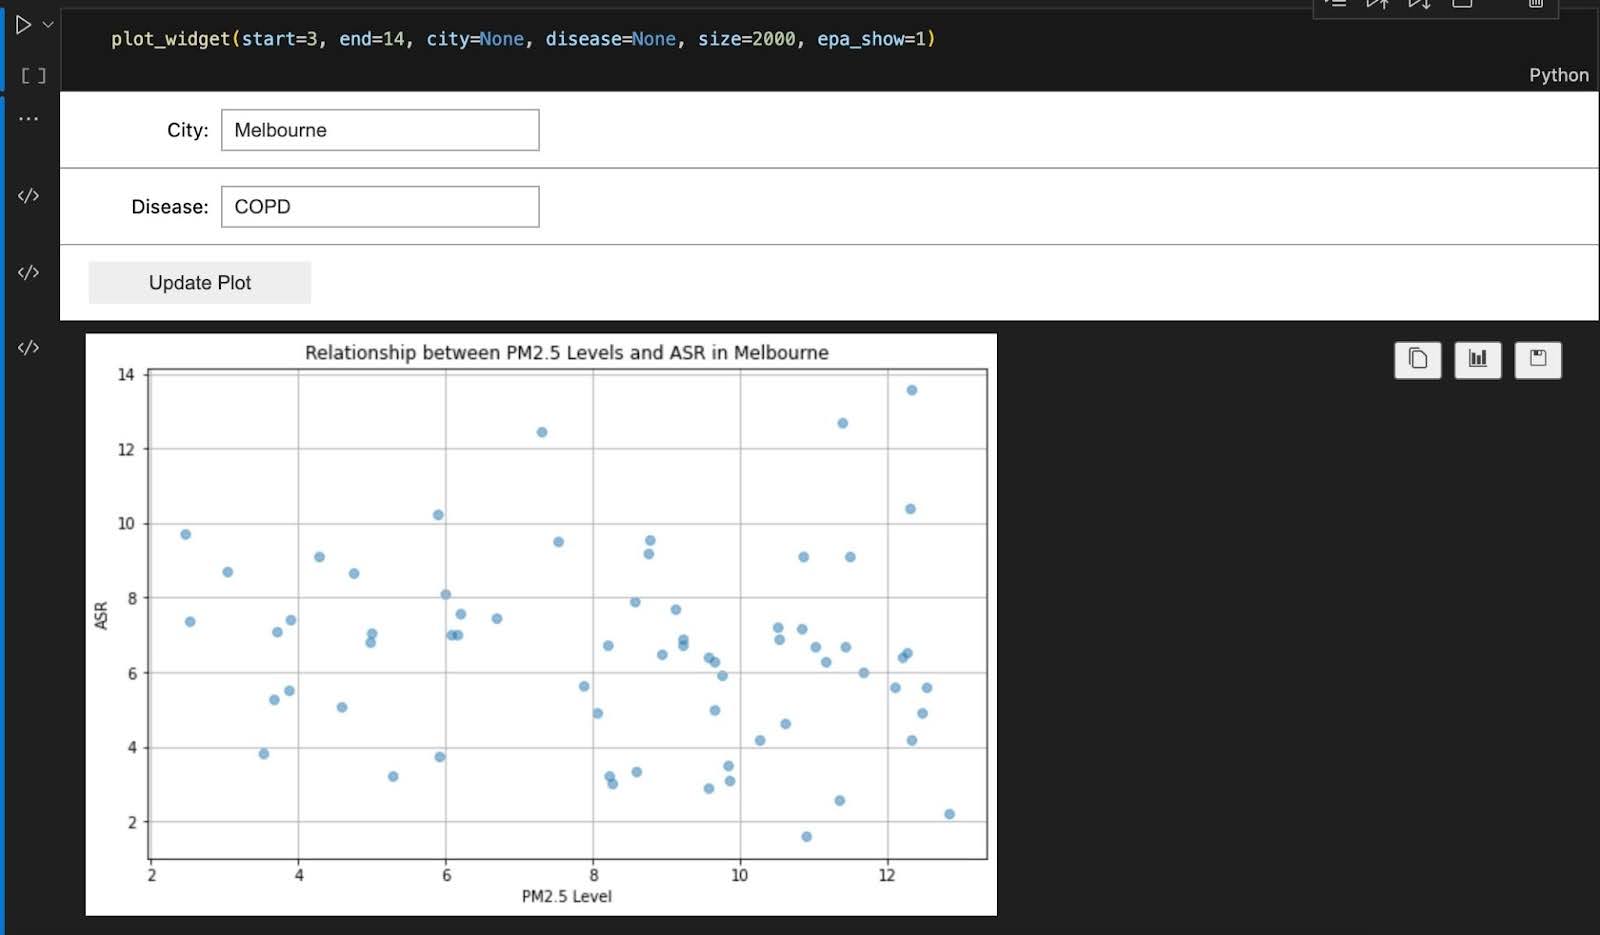 plot_widget(start=3, end=14, city=None, disease=None, size=2000, epa_show=1)
[ ]
Python
...
City: Melbourne
</>
Disease: COPD
</>
Update Plot
</>
Relationship between PM2.5 Levels and ASR in Melbourne
14
12
10
8
ASR
6
4
2
2 4 6 8 10 12
PM2.5 Level